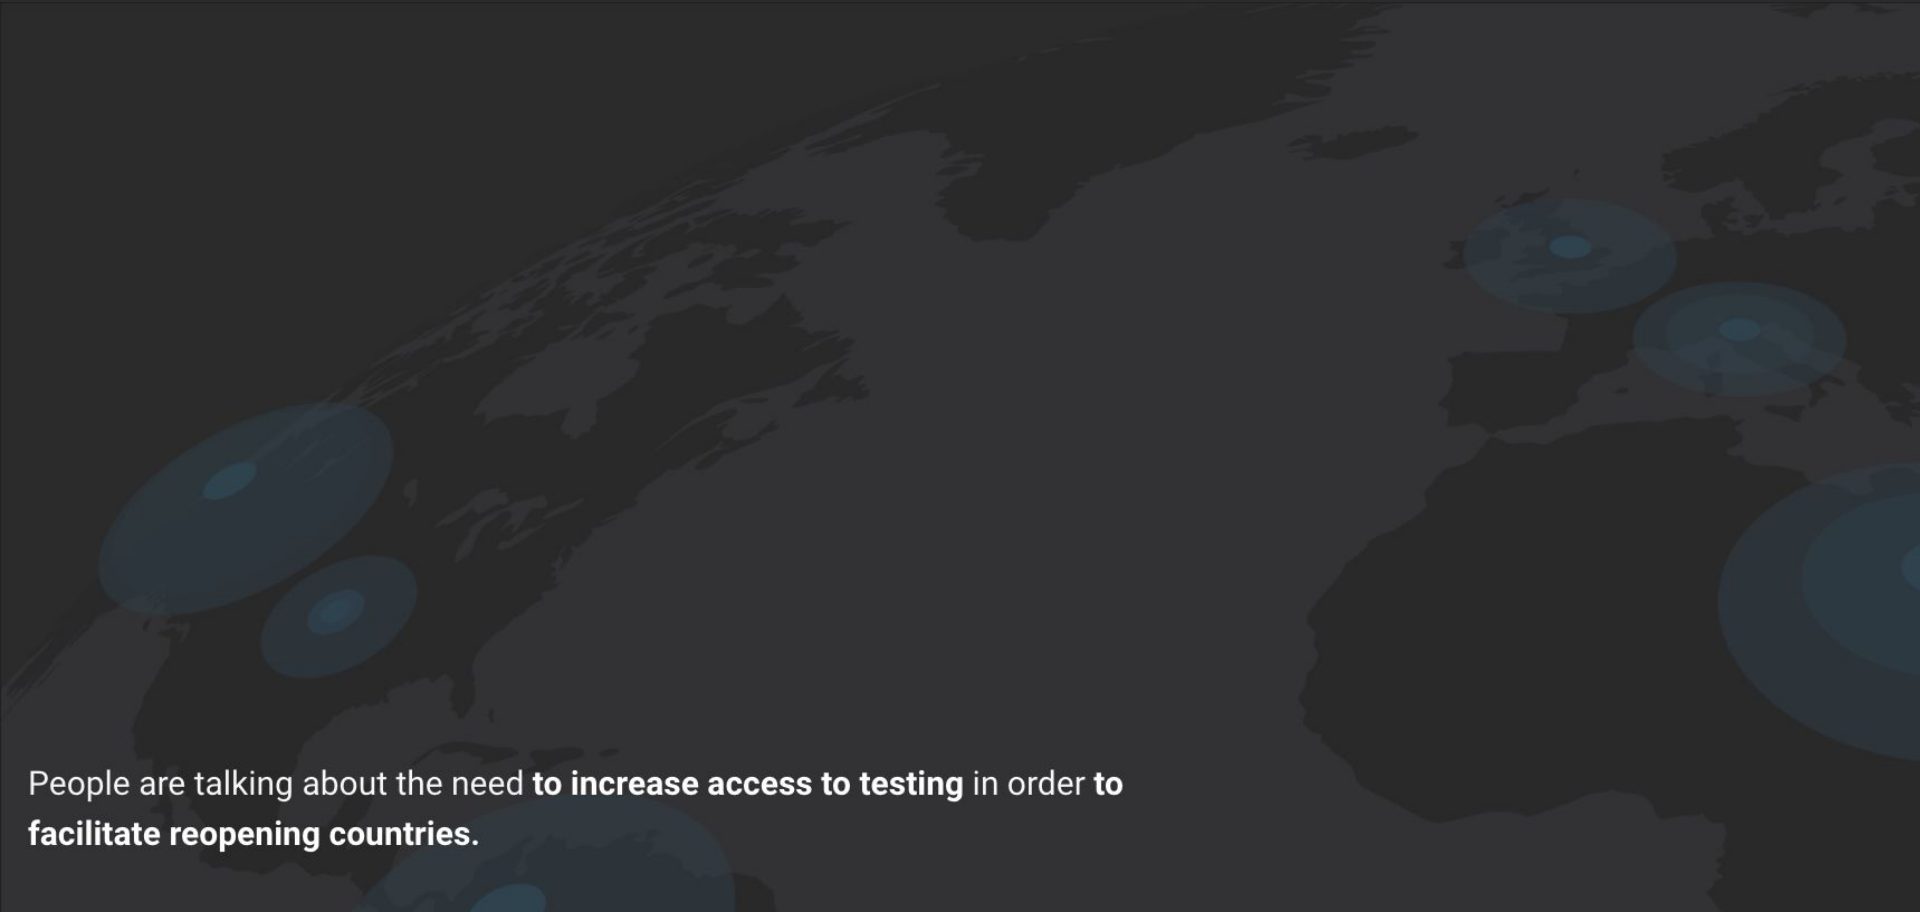 People are talking about the need to increase access to testing in order to
facilitate reopening countries.